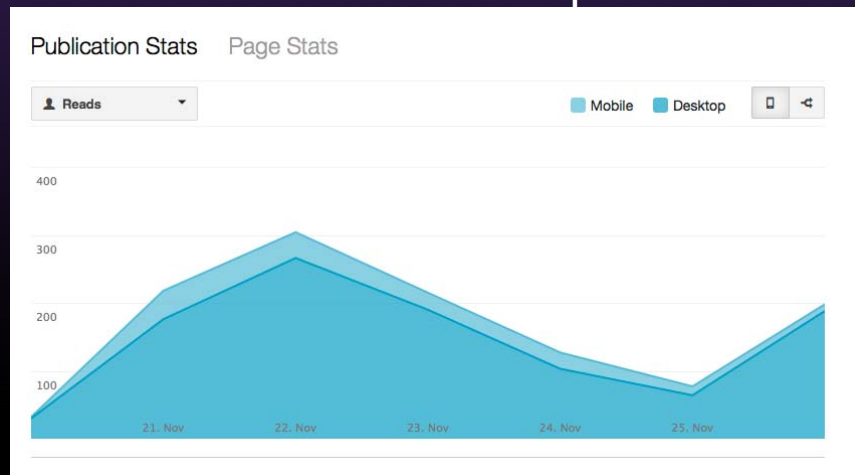 Publication Stats Page Stats
Reads Mobile Desktop
400
300
200
100
21. Nov 22. Nov 23. Nov 24. Nov 25. Nov